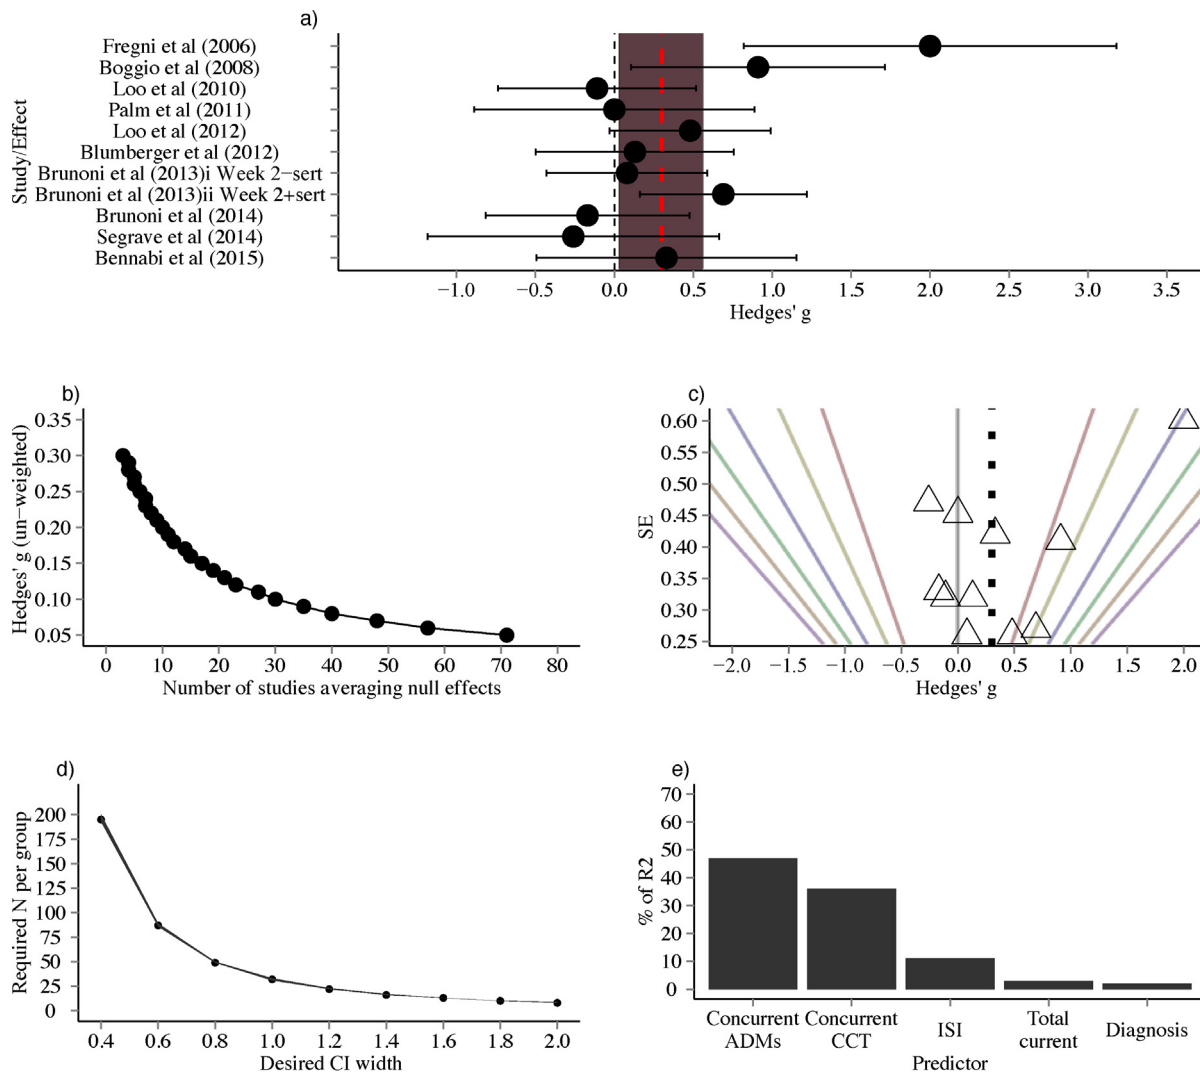 a)
Study/Effect
Fregni et al (2006)
Boggio et al (2008)
Loo et al (2010)
Palm et al (2011)
Loo et al (2012)
Blumberger et al (2012)
Brunoni et al (2013)i Week 2−sert
Brunoni et al (2013)ii Week 2+sert
Brunoni et al (2014)
Segrave et al (2014)
Bennabi et al (2015)
−1.0 −0.5 0.0 0.5 1.0 1.5 2.0 2.5 3.0 3.5
Hedges' g
b)
Hedges' g (un−weighted)
0.35
0.30
0.25
0.20
0.15
0.10
0.05
0 10 20 30 40 50 60 70 80
Number of studies averaging null effects
c)
SE
0.60
0.55
0.50
0.45
0.40
0.35
0.30
0.25
−2.0 −1.5 −1.0 −0.5 0.0 0.5 1.0 1.5 2.0
Hedges' g
d)
Required N per group
200
175
150
125
100
75
50
25
0
0.4 0.6 0.8 1.0 1.2 1.4 1.6 1.8 2.0
Desired CI width
e)
% of R2
70
60
50
40
30
20
10
0
Concurrent ADMs
Concurrent CCT
ISI
Total current
Diagnosis
Predictor